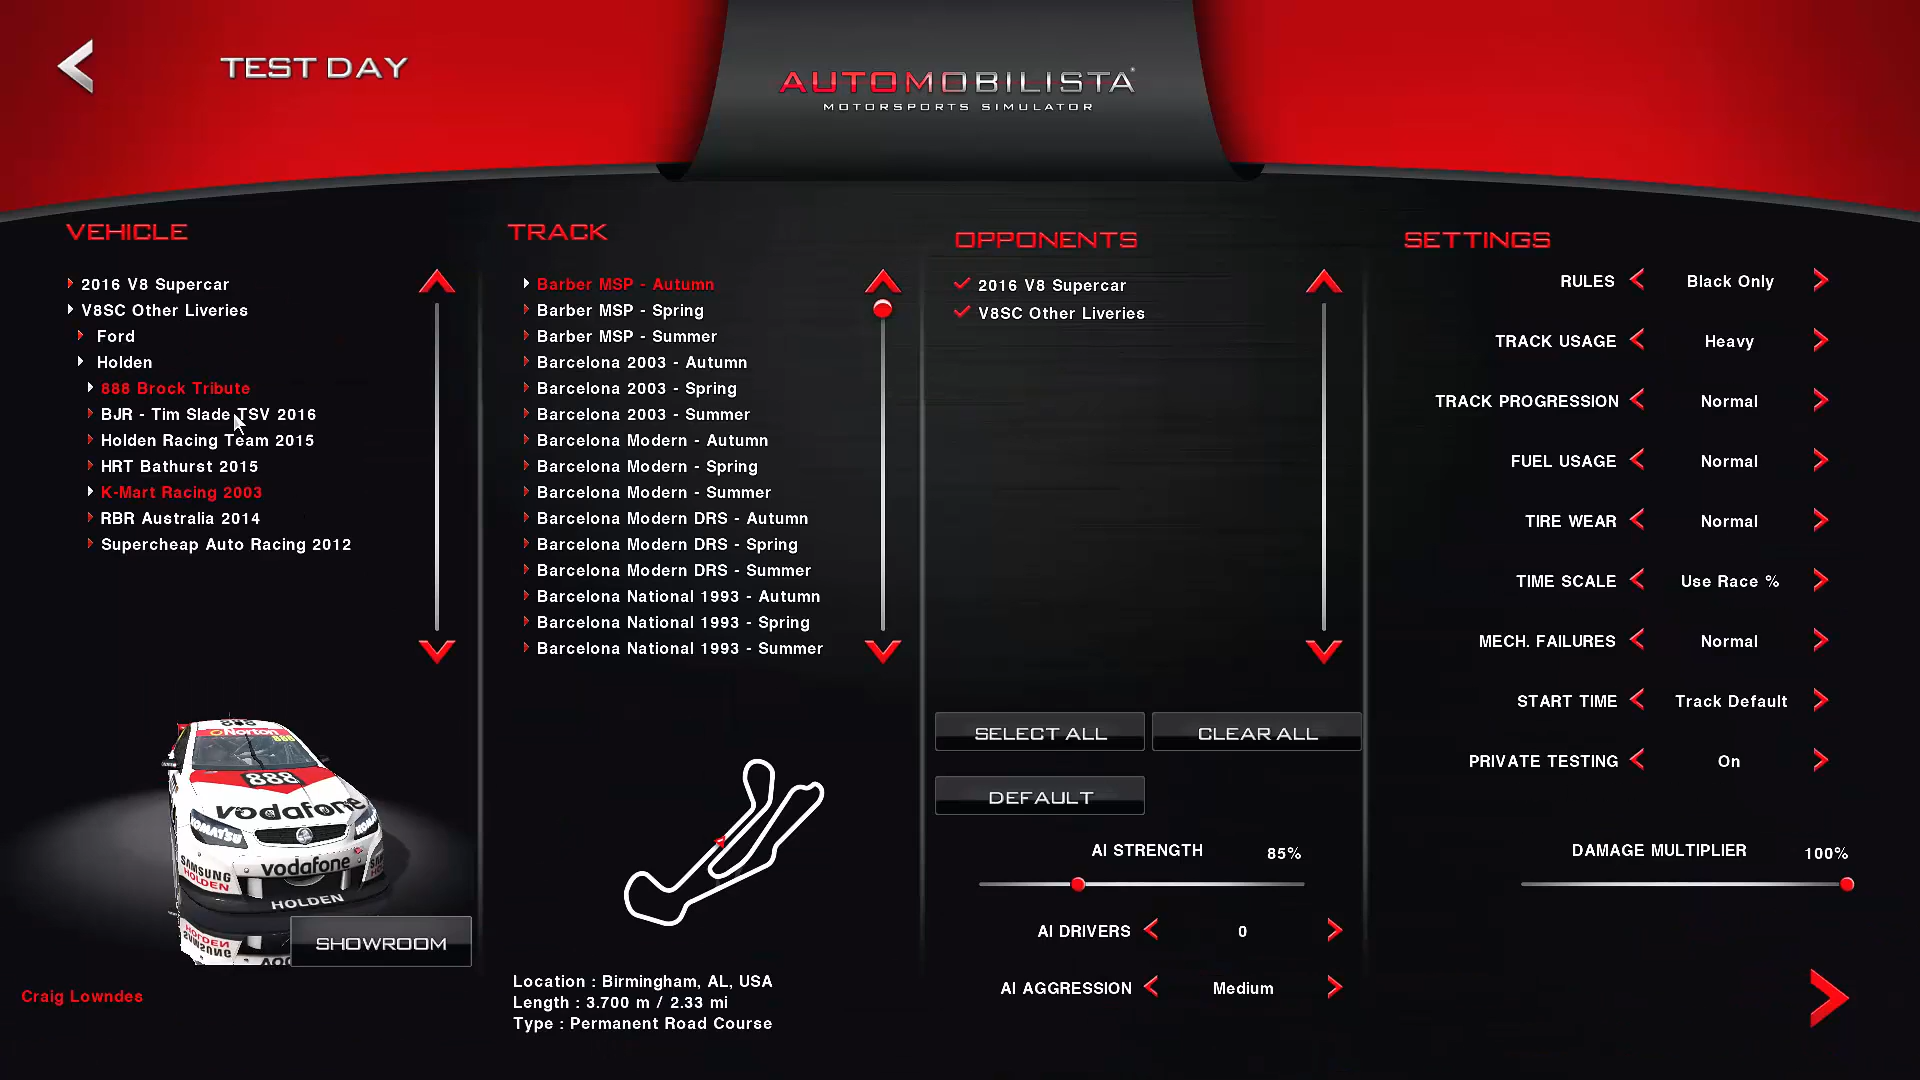 TEST DAY
AUTOMOBILISTA
MOTORSPORTS SIMULATOR
VEHICLE
2016 V8 Supercar
V8SC Other Liveries
Ford
Holden
888 Brock Tribute
BJR - Tim Slade TSV 2016
Holden Racing Team 2015
HRT Bathurst 2015
K-Mart Racing 2003
RBR Australia 2014
Supercheap Auto Racing 2012
888
Norton
888
888
vodafone
KOMATSU
vodafone
SAMSUNG
HOLDEN
HOLDEN
SHOWROOM
Craig Lowndes
TRACK
Barber MSP - Autumn
Barber MSP - Spring
Barber MSP - Summer
Barcelona 2003 - Autumn
Barcelona 2003 - Spring
Barcelona 2003 - Summer
Barcelona Modern - Autumn
Barcelona Modern - Spring
Barcelona Modern - Summer
Barcelona Modern DRS - Autumn
Barcelona Modern DRS - Spring
Barcelona Modern DRS - Summer
Barcelona National 1993 - Autumn
Barcelona National 1993 - Spring
Barcelona National 1993 - Summer
Location : Birmingham, AL, USA
Length : 3.700 m / 2.33 mi
Type : Permanent Road Course
OPPONENTS
2016 V8 Supercar
V8SC Other Liveries
SELECT ALL
CLEAR ALL
DEFAULT
AI STRENGTH 85%
AI DRIVERS 0
AI AGGRESSION Medium
SETTINGS
RULES Black Only
TRACK USAGE Heavy
TRACK PROGRESSION Normal
FUEL USAGE Normal
TIRE WEAR Normal
TIME SCALE Use Race %
MECH. FAILURES Normal
START TIME Track Default
PRIVATE TESTING On
DAMAGE MULTIPLIER 100%